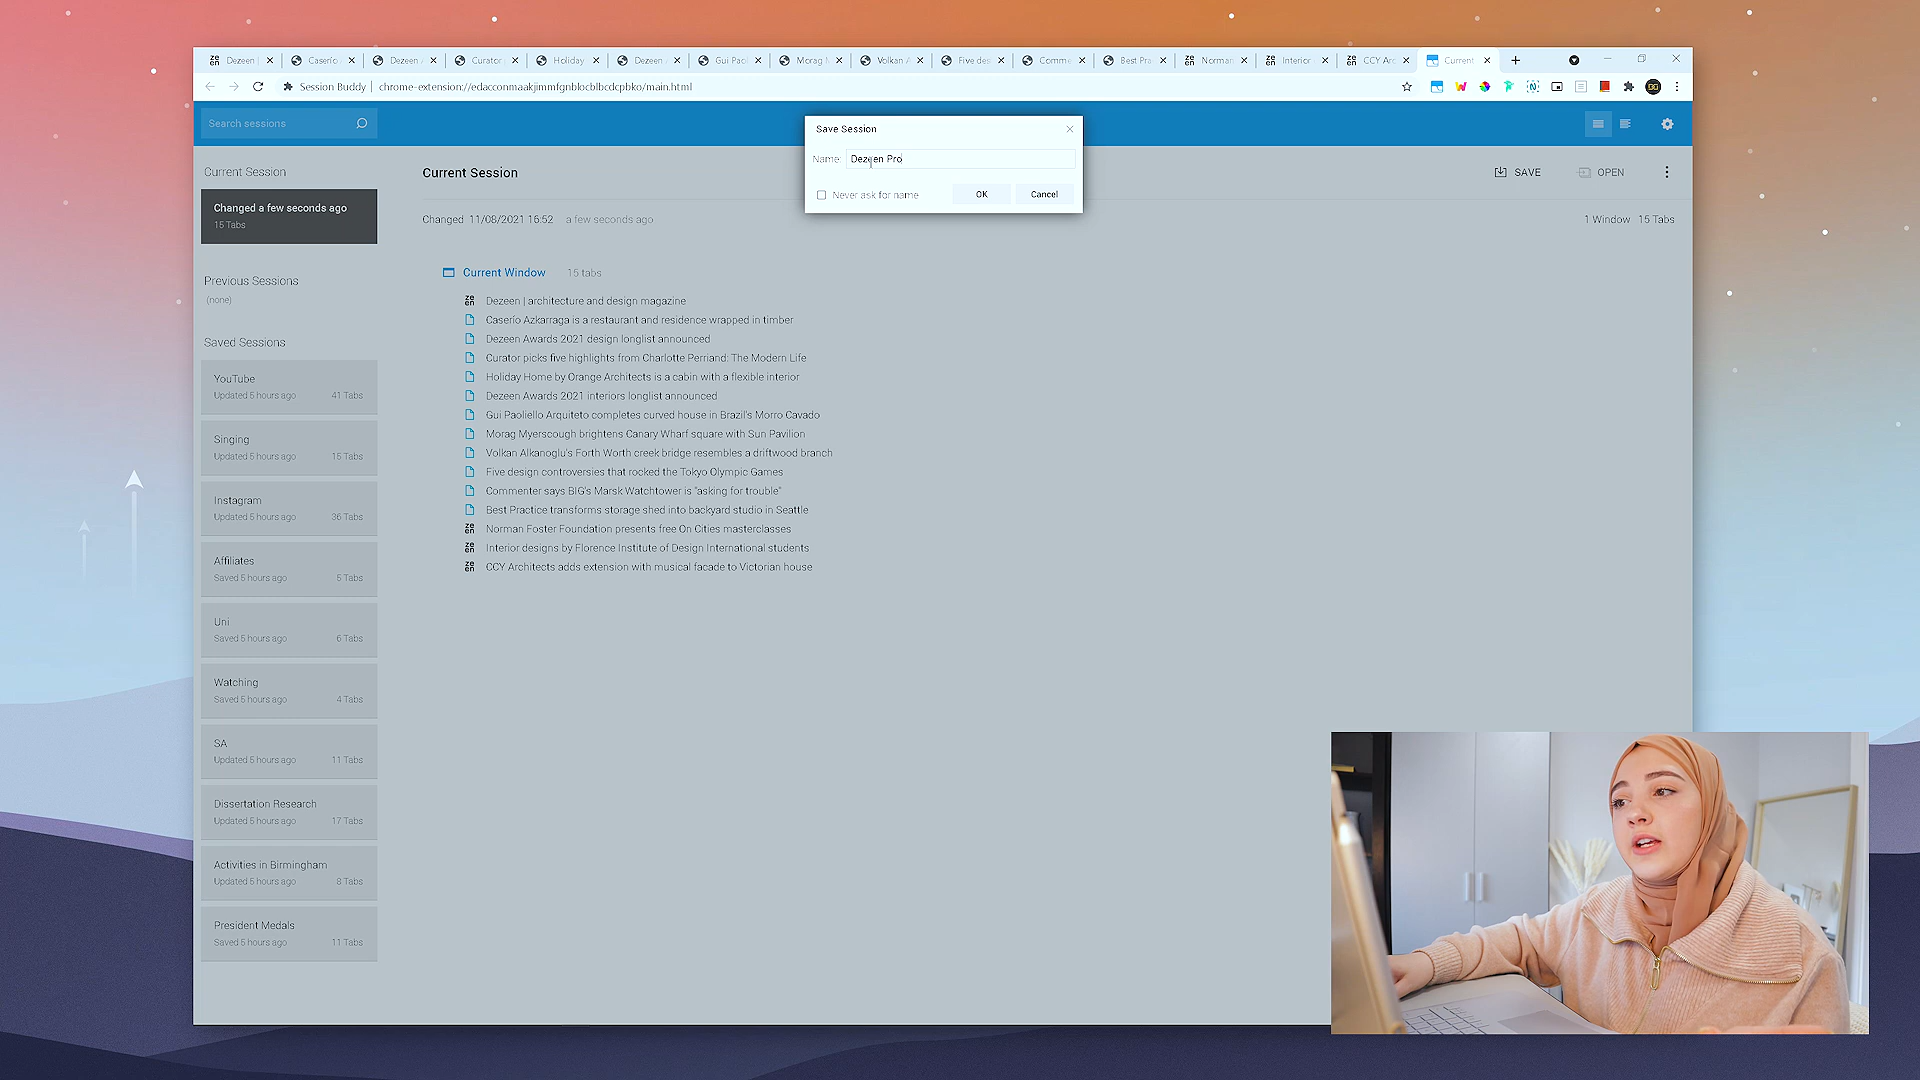 Dezeen
Caserío
Dezeen A
Curator
Holiday
Dezeen
Gui Paol
Morag M
Volkan A
Five des
Comme
Best Pra
Norman
Interior
CCY Arc
Current
Session Buddy | chrome-extension://edacconmaakjimmfgnblocblbcdcpbko/main.html
Search sessions
Save Session
Name: Dezeen Pro
Never ask for name
OK
Cancel
Current Session
Changed a few seconds ago
15 Tabs
Previous Sessions
(none)
Saved Sessions
YouTube
Updated 5 hours ago 41 Tabs
Singing
Updated 5 hours ago 15 Tabs
Instagram
Updated 5 hours ago 36 Tabs
Affiliates
Saved 5 hours ago 5 Tabs
Uni
Saved 5 hours ago 6 Tabs
Watching
Saved 5 hours ago 4 Tabs
SA
Updated 5 hours ago 11 Tabs
Dissertation Research
Updated 5 hours ago 17 Tabs
Activities in Birmingham
Updated 5 hours ago 8 Tabs
President Medals
Saved 5 hours ago 11 Tabs
Current Session
SAVE
OPEN
Changed 11/08/2021 16:52 a few seconds ago
1 Window 15 Tabs
Current Window 15 tabs
Dezeen | architecture and design magazine
Caserío Azkarraga is a restaurant and residence wrapped in timber
Dezeen Awards 2021 design longlist announced
Curator picks five highlights from Charlotte Perriand: The Modern Life
Holiday Home by Orange Architects is a cabin with a flexible interior
Dezeen Awards 2021 interiors longlist announced
Gui Paoliello Arquiteto completes curved house in Brazil's Morro Cavado
Morag Myerscough brightens Canary Wharf square with Sun Pavilion
Volkan Alkanoglu's Forth Worth creek bridge resembles a driftwood branch
Five design controversies that rocked the Tokyo Olympic Games
Commenter says BIG's Marsk Watchtower is "asking for trouble"
Best Practice transforms storage shed into backyard studio in Seattle
Norman Foster Foundation presents free On Cities masterclasses
Interior designs by Florence Institute of Design International students
CCY Architects adds extension with musical facade to Victorian house